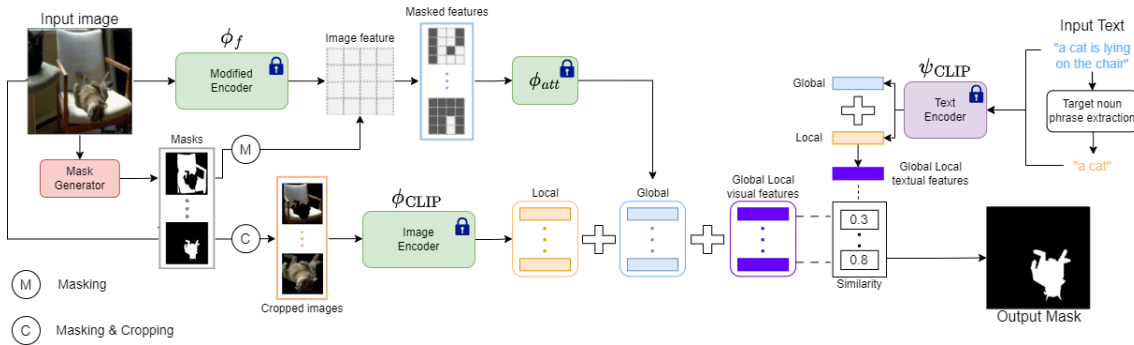 Input image
ϕ_f
Modified
Encoder
Image feature
Masked features
ϕ_att
Mask
Generator
Masks
M
C
ϕ_CLIP
Image
Encoder
Cropped images
Local
Global
Global Local
visual features
Global
Local
ψ_CLIP
Text
Encoder
Global Local
textual features
Input Text
"a cat is lying
on the chair"
Target noun
phrase extraction
"a cat"
0.3
0.8
Similarity
Output Mask
M Masking
C Masking & Cropping